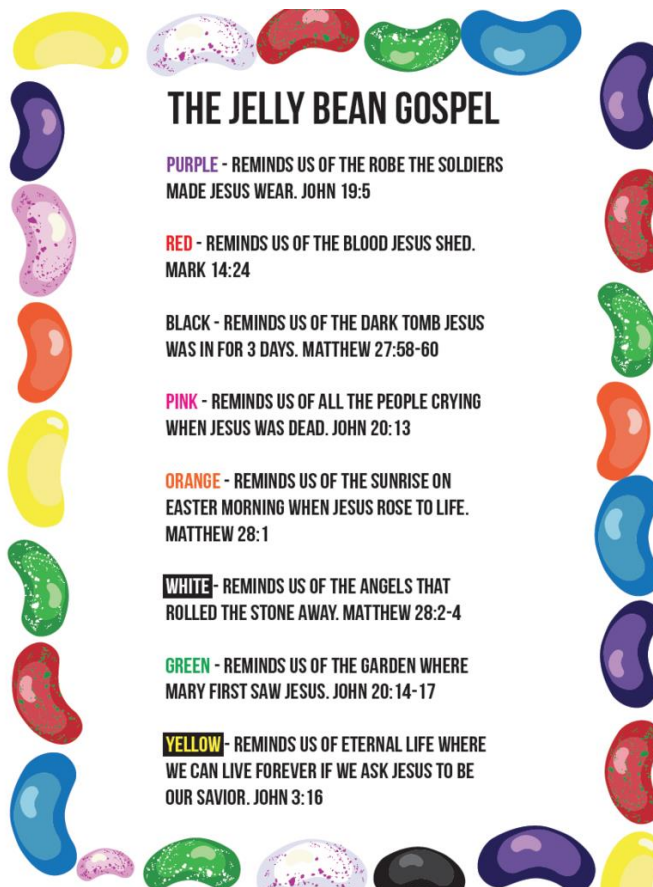 THE JELLY BEAN GOSPEL
PURPLE - REMINDS US OF THE ROBE THE SOLDIERS
MADE JESUS WEAR. JOHN 19:5
RED - REMINDS US OF THE BLOOD JESUS SHED.
MARK 14:24
BLACK - REMINDS US OF THE DARK TOMB JESUS
WAS IN FOR 3 DAYS. MATTHEW 27:58-60
PINK - REMINDS US OF ALL THE PEOPLE CRYING
WHEN JESUS WAS DEAD. JOHN 20:13
ORANGE - REMINDS US OF THE SUNRISE ON
EASTER MORNING WHEN JESUS ROSE TO LIFE.
MATTHEW 28:1
WHITE - REMINDS US OF THE ANGELS THAT
ROLLED THE STONE AWAY. MATTHEW 28:2-4
GREEN - REMINDS US OF THE GARDEN WHERE
MARY FIRST SAW JESUS. JOHN 20:14-17
YELLOW - REMINDS US OF ETERNAL LIFE WHERE
WE CAN LIVE FOREVER IF WE ASK JESUS TO BE
OUR SAVIOR. JOHN 3:16